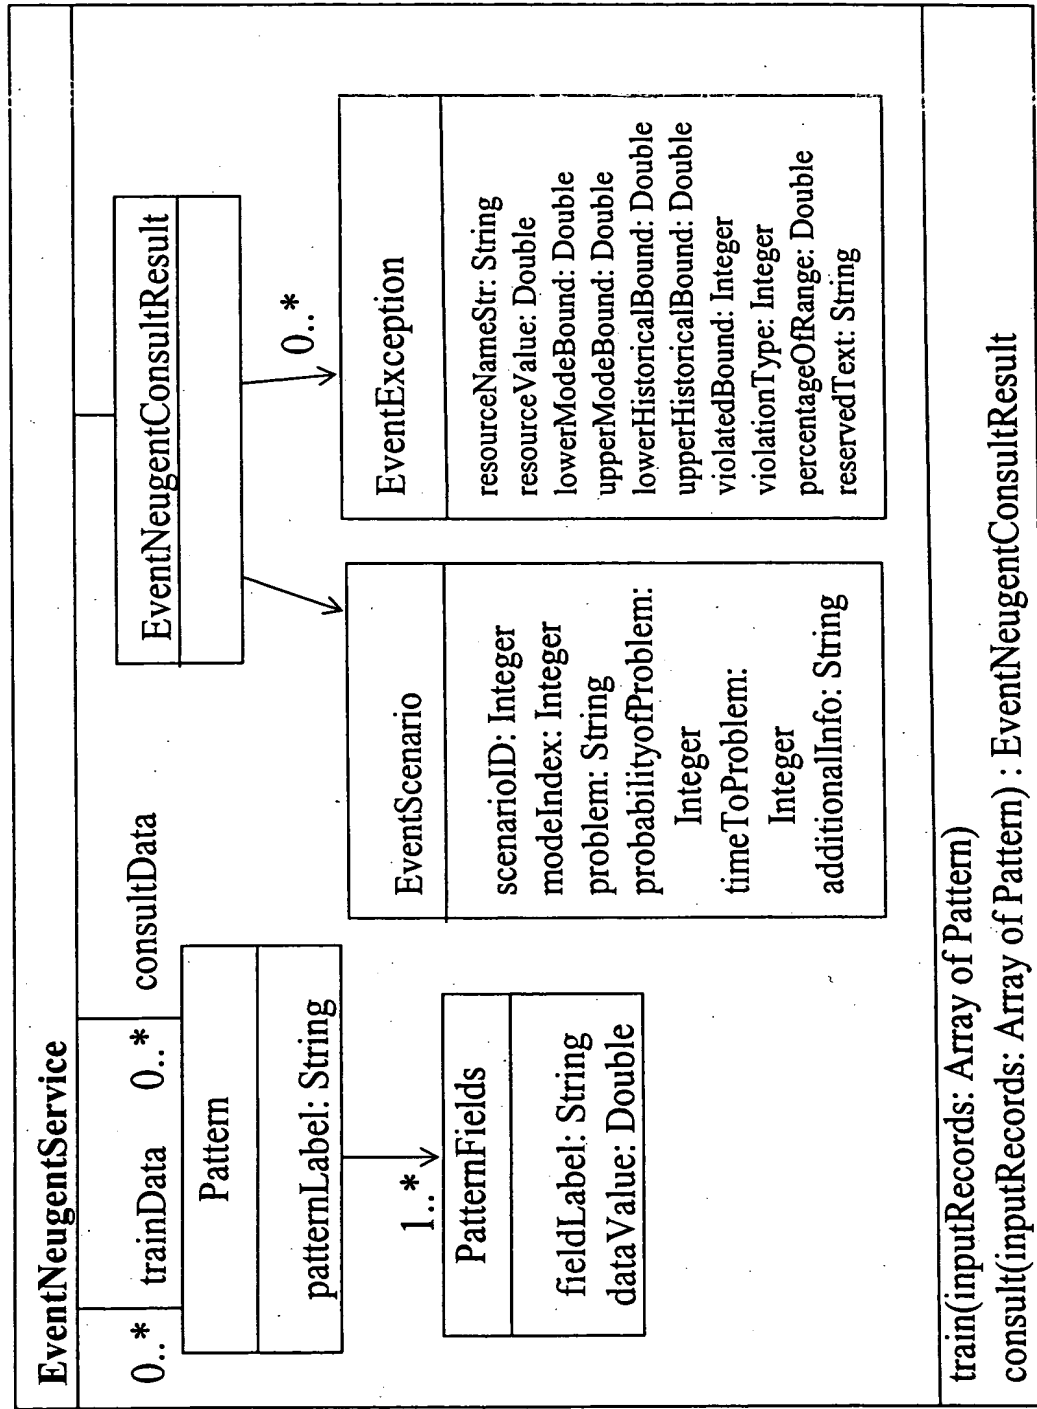 EventNeugentService
0..* trainData 0..* consultData
Pattern
patternLabel: String
1..*
PatternFields
fieldLabel: String
dataValue: Double
EventNeugentConsultResult
0..*
EventScenario
scenarioID: Integer
modeIndex: Integer
problem: String
probabilityofProblem:
Integer
timeToProblem:
Integer
additionalInfo: String
EventException
resourceNameStr: String
resourceValue: Double
lowerModeBound: Double
upperModeBound: Double
lowerHistoricalBound: Double
upperHistoricalBound: Double
violatedBound: Integer
violationType: Integer
percentageOfRange: Double
reservedText: String
train(inputRecords: Array of Pattern)
consult(inputRecords: Array of Pattern) : EventNeugentConsultResult